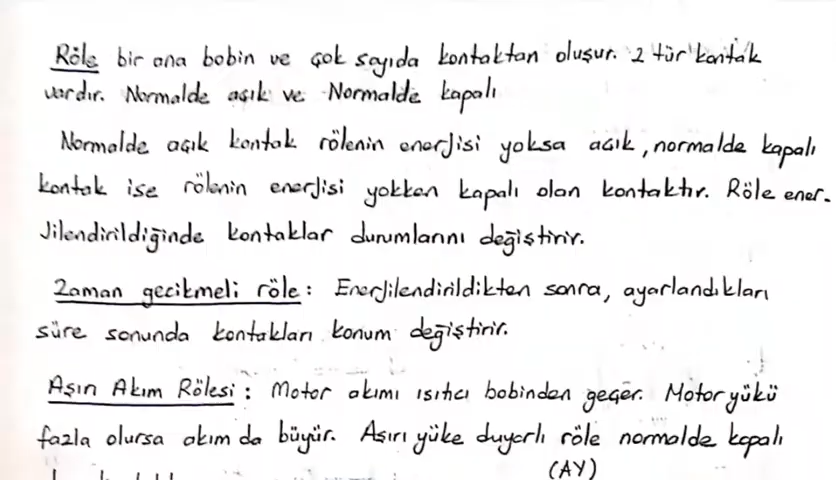 Röle bir ana bobin ve çok sayıda kontaktan oluşur. 2 tür kontak
vardır. Normalde açık ve Normalde kapalı
Normalde açık kontak rölenin enerjisi yoksa açık, normalde kapalı
kontak ise rölenin enerjisi yokken kapalı olan kontaktır. Röle ener-
jilendirildiğinde kontaklar durumlarını değiştirir.
Zaman gecikmeli röle: Enerjilendirildikten sonra, ayarlandıkları
süre sonunda kontakları konum değiştirir.
Aşırı Akım Rölesi: Motor akımı ısıtıcı bobinden geçer. Motor yükü
fazla olursa akım da büyür. Aşırı yüke duyarlı röle normalde kapalı
(AY)